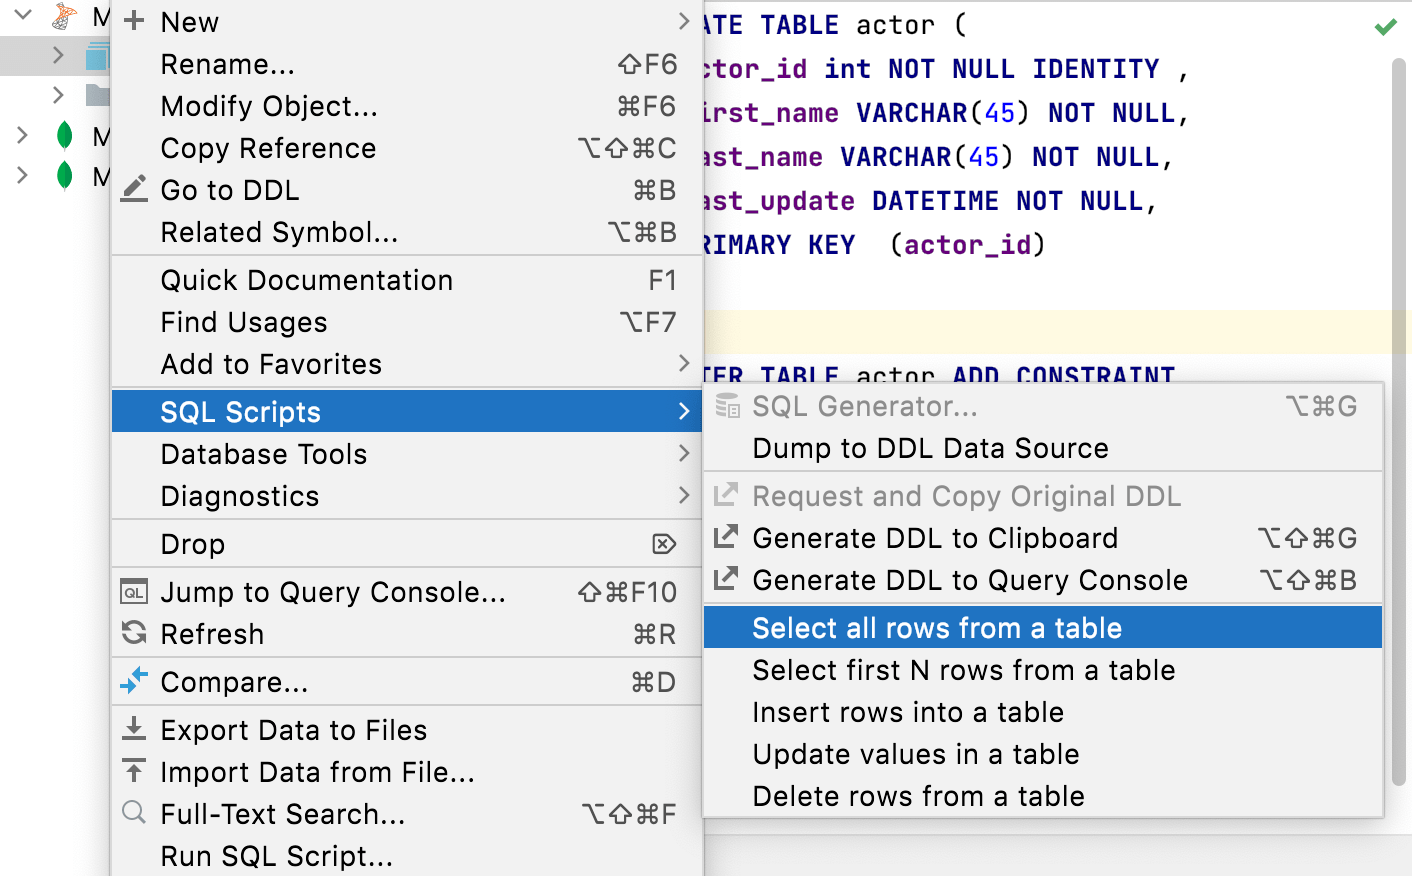 M
M
M
New
Rename... ⇧F6
Modify Object... ⌘F6
Copy Reference ⌥⇧⌘C
Go to DDL ⌘B
Related Symbol... ⌥⌘B
Quick Documentation F1
Find Usages ⌥F7
Add to Favorites
SQL Scripts
Database Tools
Diagnostics
Drop ⌦
QL Jump to Query Console... ⇧⌘F10
Refresh ⌘R
Compare... ⌘D
Export Data to Files
Import Data from File...
Full-Text Search... ⌥⇧⌘F
Run SQL Script...
ATE TABLE actor (
ctor_id int NOT NULL IDENTITY ,
irst_name VARCHAR(45) NOT NULL,
ast_name VARCHAR(45) NOT NULL,
ast_update DATETIME NOT NULL,
RIMARY KEY (actor_id)
TER TABLE actor ADD CONSTRAINT
SQL Generator... ⌥⌘G
Dump to DDL Data Source
Request and Copy Original DDL
Generate DDL to Clipboard ⌥⇧⌘G
Generate DDL to Query Console ⌥⇧⌘B
Select all rows from a table
Select first N rows from a table
Insert rows into a table
Update values in a table
Delete rows from a table